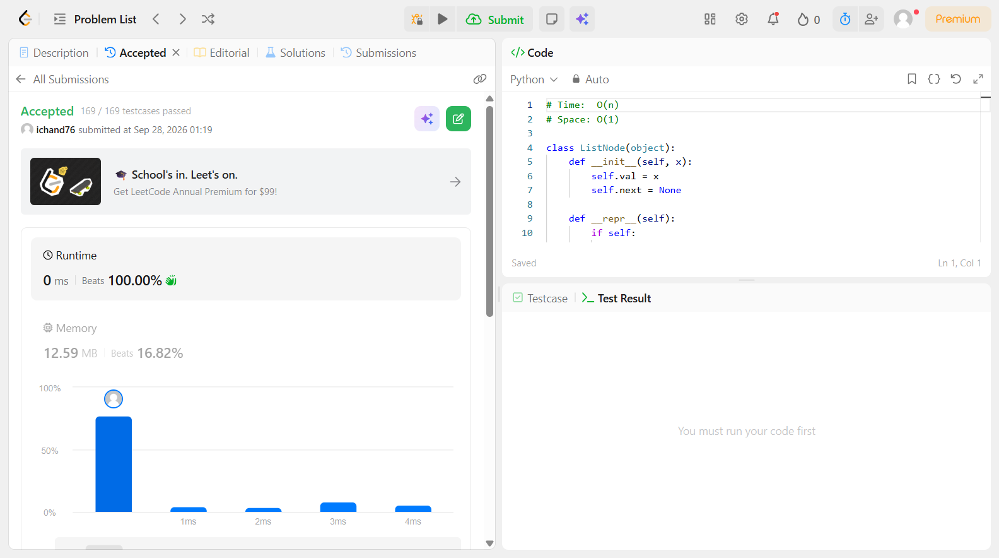 Problem List
Submit
0
Premium
Description
Accepted
Editorial
Solutions
Submissions
All Submissions
Accepted 169 / 169 testcases passed
ichand76 submitted at Sep 28, 2026 01:19
School's in. Leet's on.
Get LeetCode Annual Premium for $99!
Runtime
0 ms Beats 100.00%
Memory
12.59 MB Beats 16.82%
100%
50%
0%
1ms 2ms 3ms 4ms
</> Code
Python Auto
1 # Time:  O(n)
2 # Space: O(1)
3
4 class ListNode(object):
5     def __init__(self, x):
6         self.val = x
7         self.next = None
8
9     def __repr__(self):
10         if self:
Saved Ln 1, Col 1
Testcase
Test Result
You must run your code first